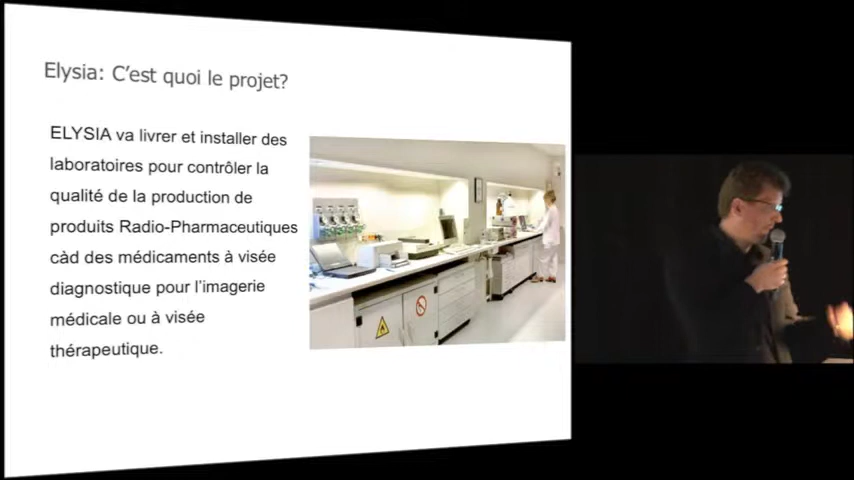 Elysia: C'est quoi le projet?
ELYSIA va livrer et installer des
laboratoires pour contrôler la
qualité de la production de
produits Radio-Pharmaceutiques
càd des médicaments à visée
diagnostique pour l'imagerie
médicale ou à visée
thérapeutique.